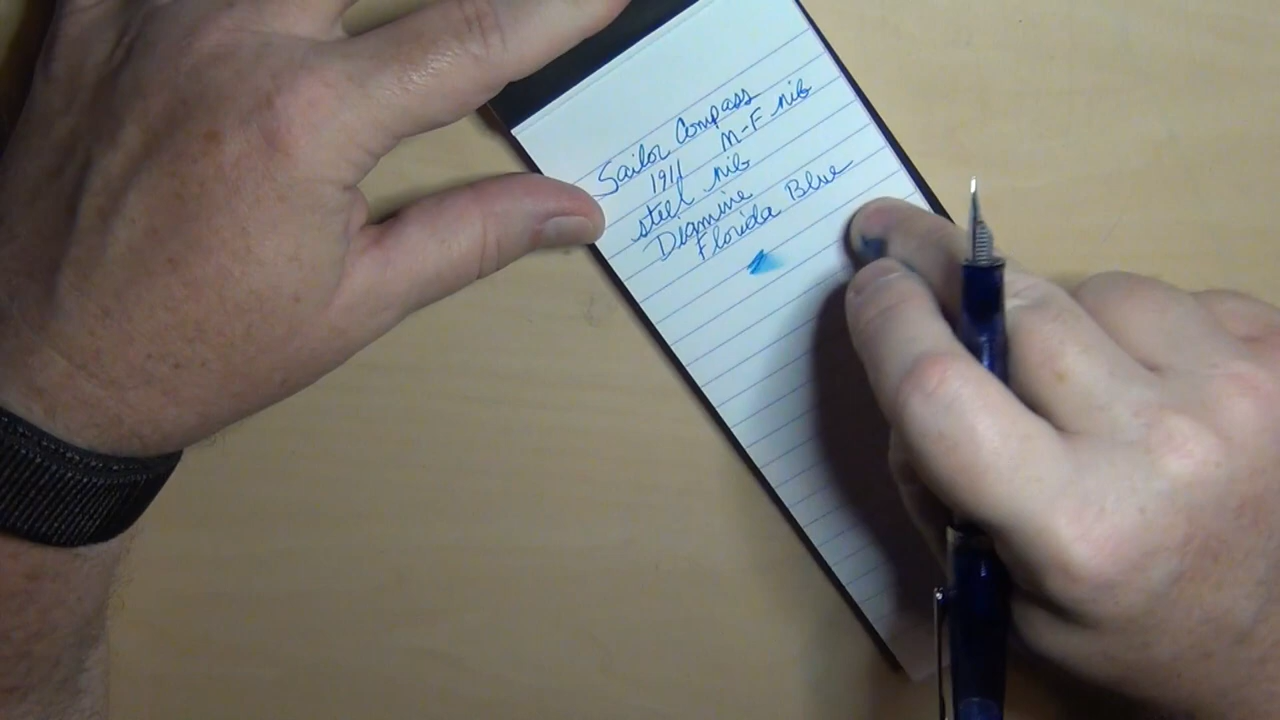 Sailor Compass
1911 M-F nib
steel nib
Diamine
Florida Blue